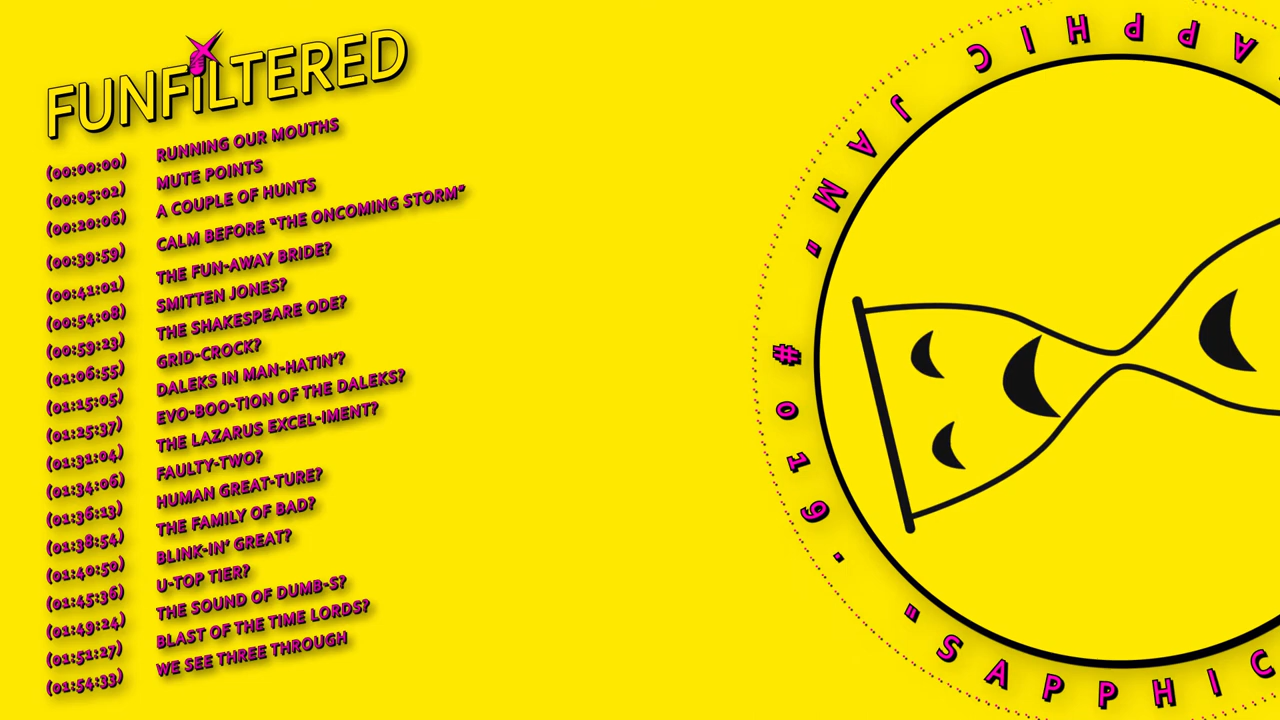 FUNFiLTERED
(00:00:00) RUNNING OUR MOUTHS
(00:05:02) MUTE POINTS
(00:20:06) A COUPLE OF HUNTS
(00:39:59) CALM BEFORE "THE ONCOMING STORM"
(00:41:01) THE FUN-AWAY BRIDE?
(00:54:08) SMITTEN JONES?
(00:59:23) THE SHAKESPEARE ODE?
(01:06:55) GRID-CROCK?
(01:15:05) DALEKS IN MAN-HATIN'?
(01:25:37) EVO-BOO-TION OF THE DALEKS?
(01:31:04) THE LAZARUS EXCEL-IMENT?
(01:34:06) FAULTY-TWO?
(01:36:13) HUMAN GREAT-TURE?
(01:38:54) THE FAMILY OF BAD?
(01:40:50) BLINK-IN' GREAT?
(01:45:36) U-TOP TIER?
(01:49:24) THE SOUND OF DUMB-S?
(01:51:27) BLAST OF THE TIME LORDS?
(01:54:33) WE SEE THREE THROUGH
APPHIC JAM" #019 • "SAPPHIC